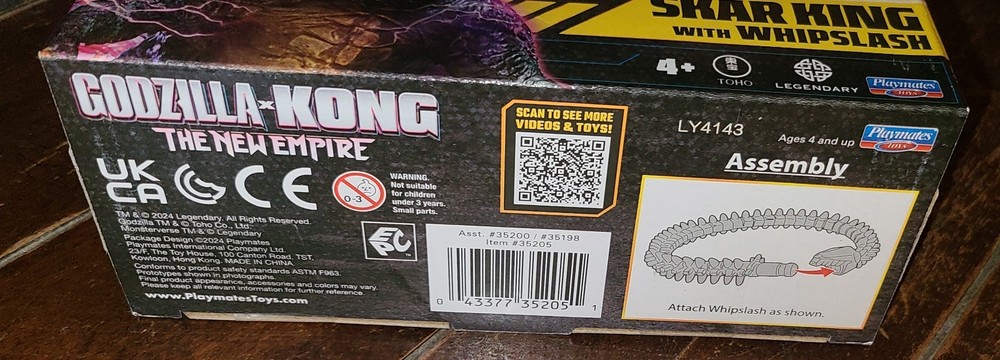 SKAR KING
WITH WHIPSLASH
4+
TOHO
LEGENDARY
Playmates
TOYS
GODZILLA x KONG
THE NEW EMPIRE
UK
CA
CE
0-3
WARNING.
Not suitable
for children
under 3 years.
Small parts.
TM & © 2024 Legendary. All Rights Reserved.
Godzilla TM & © Toho Co., Ltd.
Monsterverse TM & © Legendary
Package Design ©2024 Playmates
Playmates International Company Ltd.
23/F, The Toy House, 100 Canton Road, TST,
Kowloon, Hong Kong. MADE IN CHINA
Conforms to product safety standards ASTM F963.
Prototypes shown in photographs.
Final product appearance, accessories and colors may vary.
Please keep all relevant information for further reference.
www.PlaymatesToys.com
EPC
SCAN TO SEE MORE
VIDEOS & TOYS!
Asst. #35200 / #35198
Item #35205
0 43377 35205 1
LY4143
Ages 4 and up
Playmates
TOYS
Assembly
Attach Whipslash as shown.